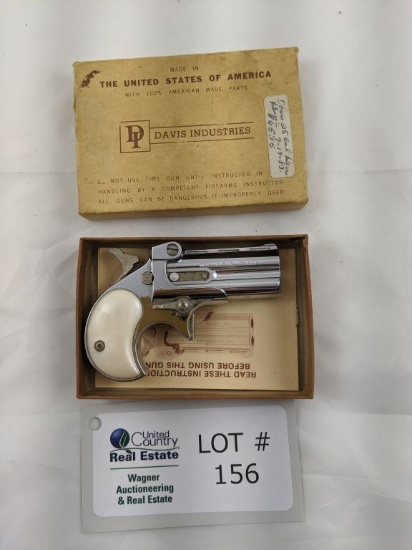 MADE IN
THE UNITED STATES OF AMERICA
WITH 100% AMERICAN MADE PARTS
DAVIS INDUSTRIES
DO NOT USE THIS GUN UNTIL INSTRUCTED IN
HANDLING BY A COMPETENT FIREARMS INSTRUCTOR
ALL GUNS CAN BE DANGEROUS IF IMPROPERLY USED
READ THESE INSTRUCTIONS
BEFORE USING THIS GUN
United
Country
Real Estate
Wagner
Auctioneering
& Real Estate
LOT #
156